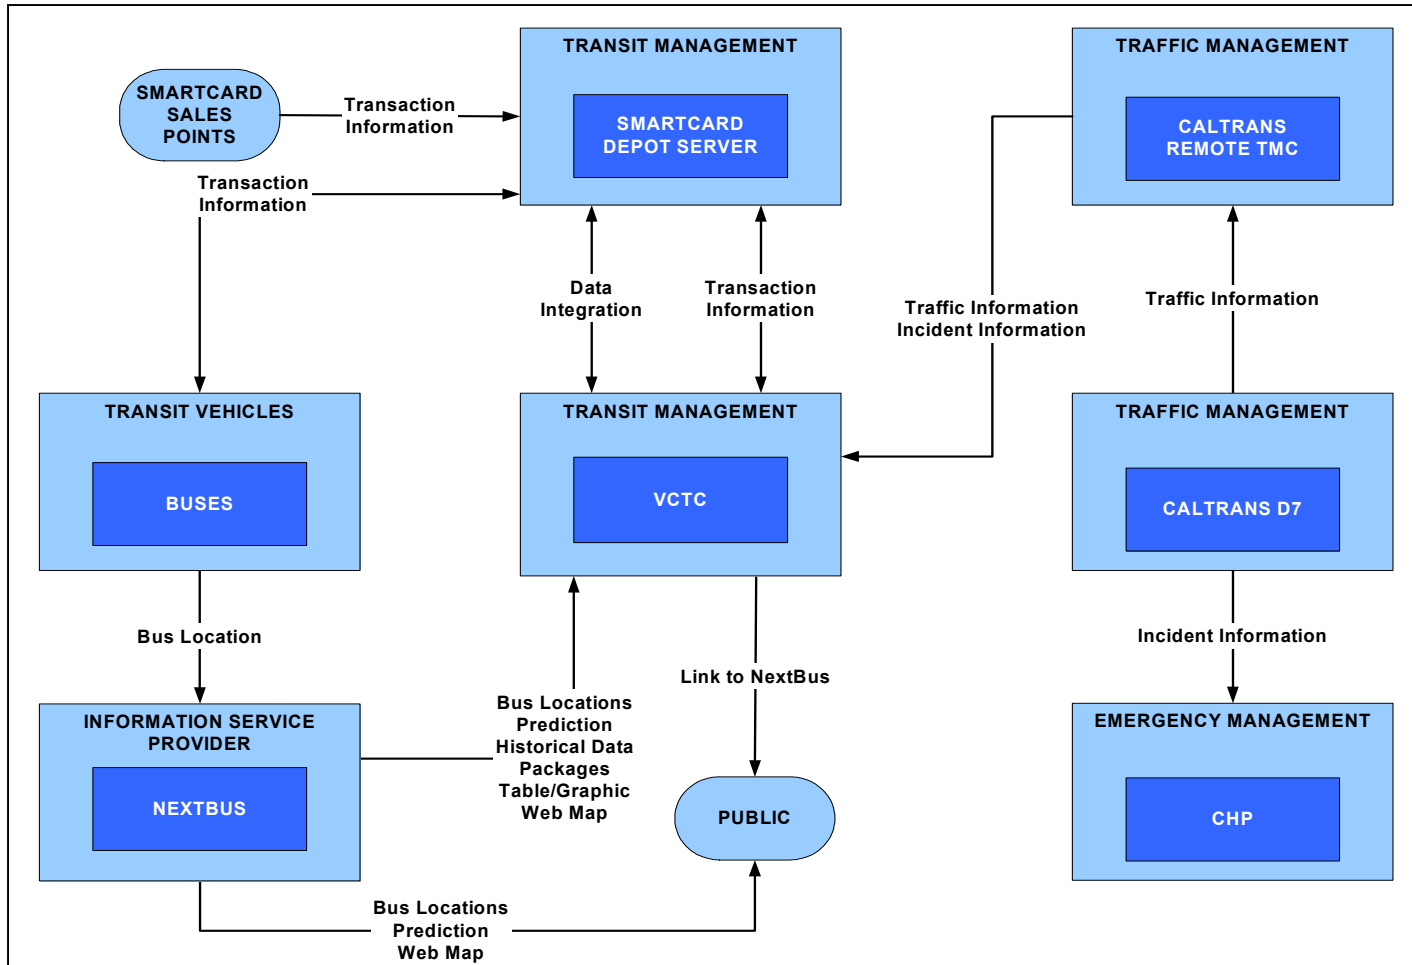 TRANSIT MANAGEMENT
TRAFFIC MANAGEMENT
SMARTCARD
SALES
POINTS
Transaction
Information
SMARTCARD
DEPOT SERVER
CALTRANS
REMOTE TMC
Transaction
Information
Data
Integration
Transaction
Information
Traffic Information
Incident Information
Traffic Information
TRANSIT VEHICLES
TRANSIT MANAGEMENT
TRAFFIC MANAGEMENT
BUSES
VCTC
CALTRANS D7
Bus Location
Link to NextBus
Incident Information
INFORMATION SERVICE
PROVIDER
NEXTBUS
Bus Locations
Prediction
Historical Data
Packages
Table/Graphic
Web Map
PUBLIC
EMERGENCY MANAGEMENT
CHP
Bus Locations
Prediction
Web Map